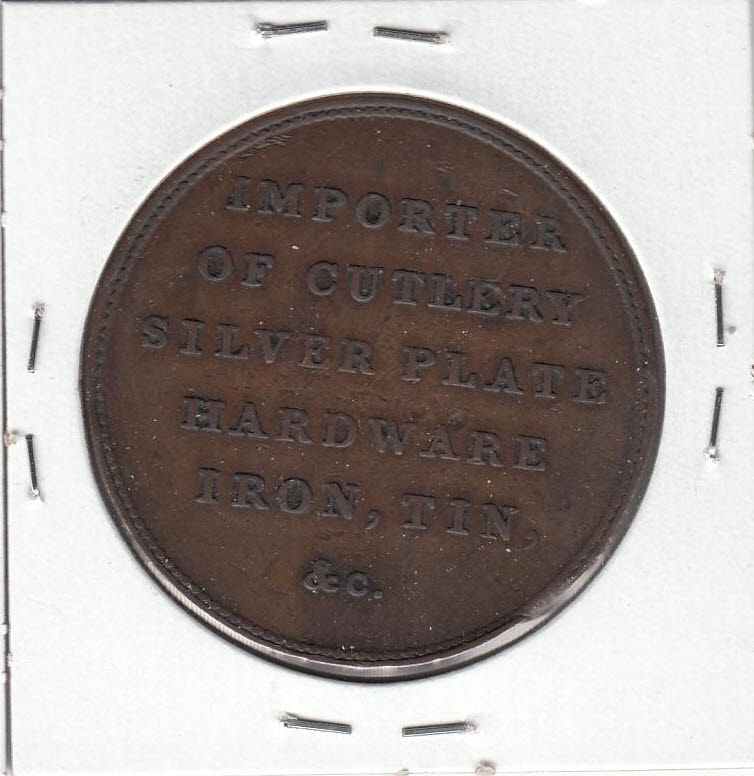 IMPORTER
OF CUTLERY
SILVER PLATE
HARDWARE
IRON, TIN,
&c.